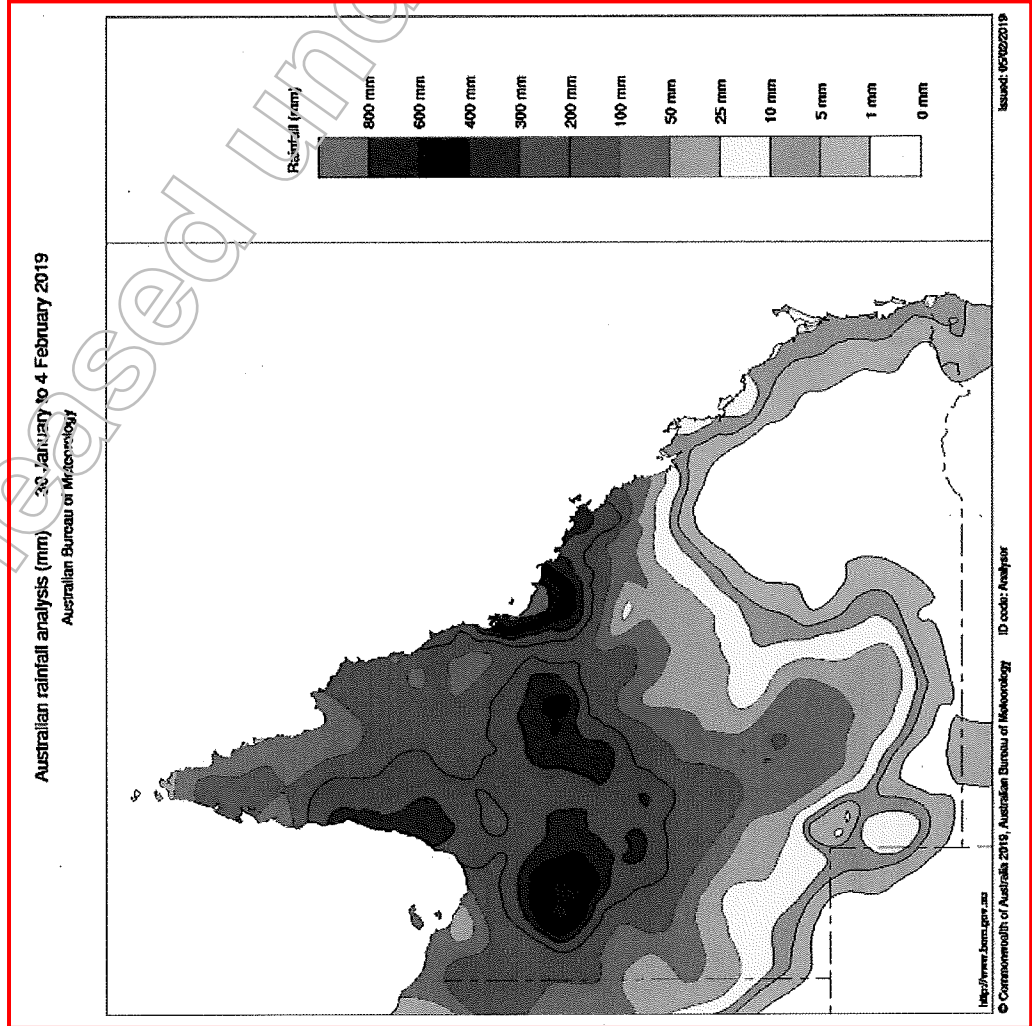 Australian rainfall analysis (mm) 30 January to 4 February 2019
Australian Bureau of Meteorology
Rainfall (mm)
800 mm
600 mm
400 mm
300 mm
200 mm
100 mm
50 mm
25 mm
10 mm
5 mm
1 mm
0 mm
http://www.bom.gov.au
© Commonwealth of Australia 2019, Australian Bureau of Meteorology
ID code: Analysor
Issued: 05/02/2019
eased und